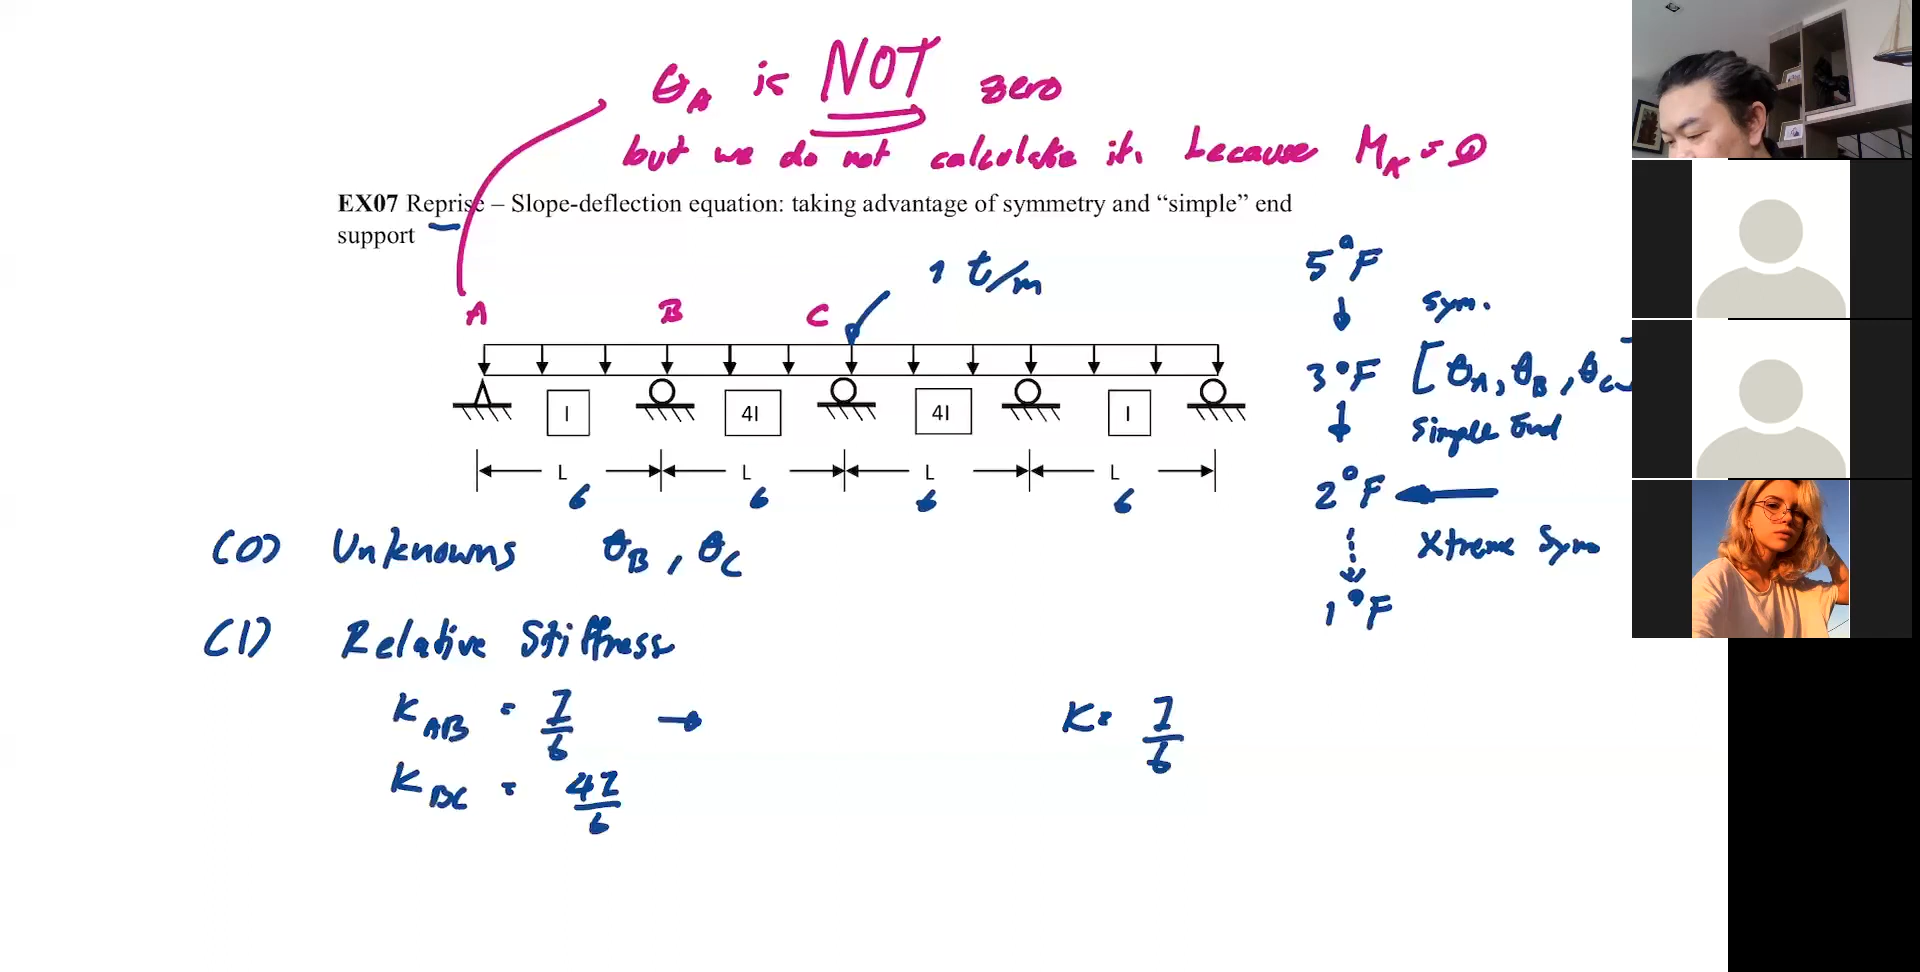 θA is NOT zero
but we do not calculate it. because MA = 0
EX07 Reprise – Slope-deflection equation: taking advantage of symmetry and “simple” end
support
1 t/m
A B C
I 4I 4I I
L L L L
6 6 6 6
5°F
sym.
3°F [θA, θB, θC]
Simple End
2°F
Xtreme Sym
1°F
(0) Unknowns θB, θC
(1) Relative Stiffness
KAB = I/6 → K = I/6
KBC = 4I/6